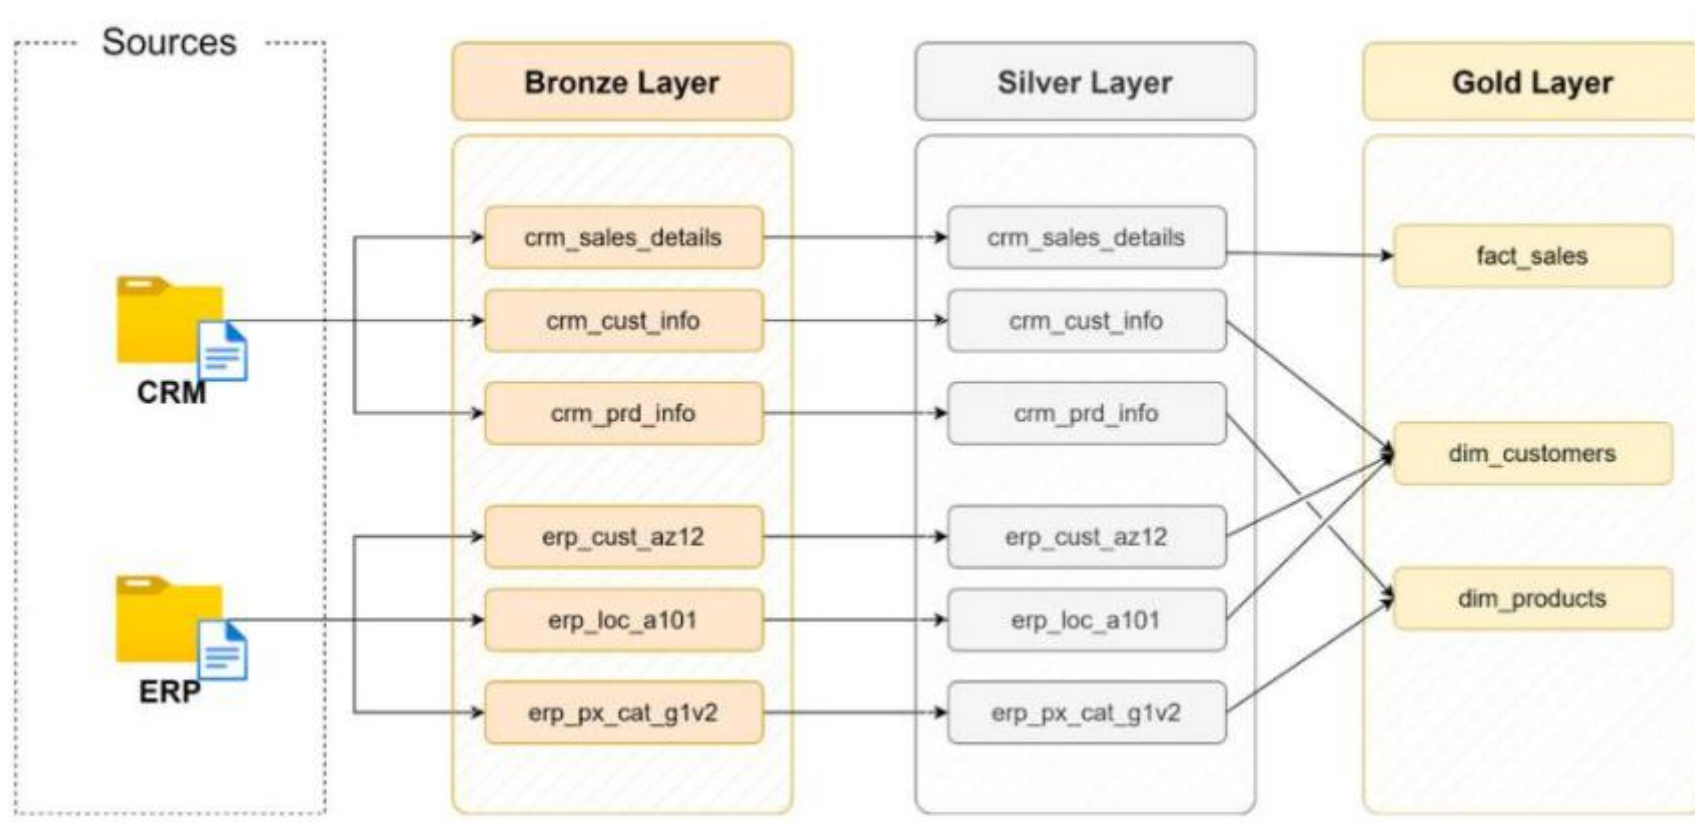 Sources
Bronze Layer
Silver Layer
Gold Layer
CRM
ERP
crm_sales_details
crm_cust_info
crm_prd_info
erp_cust_az12
erp_loc_a101
erp_px_cat_g1v2
crm_sales_details
crm_cust_info
crm_prd_info
erp_cust_az12
erp_loc_a101
erp_px_cat_g1v2
fact_sales
dim_customers
dim_products